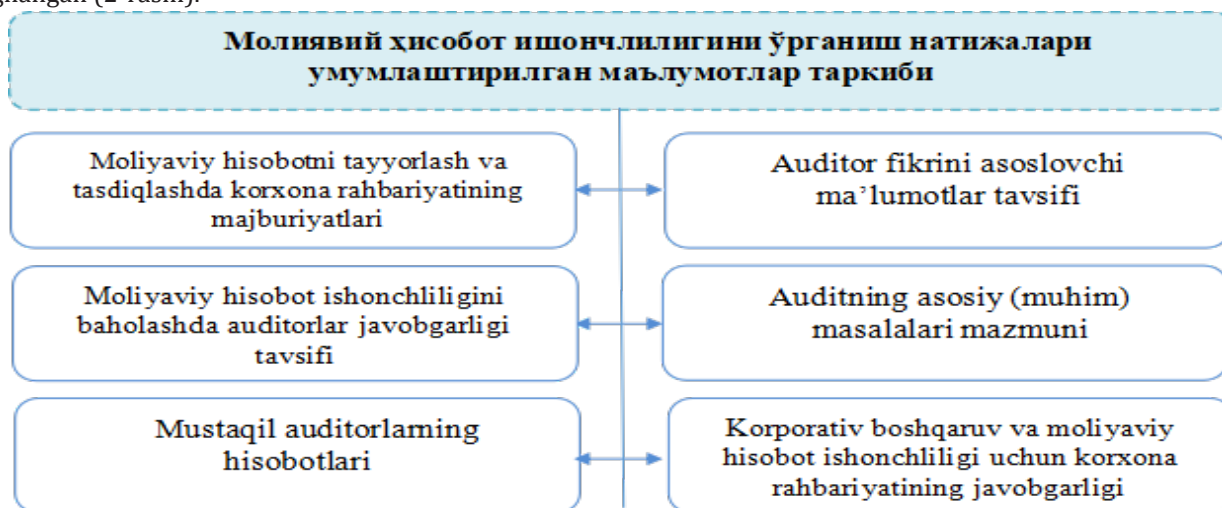 Молиявий ҳисобот ишончлилигини ўрганиш натижалари
умумлаштирилган маълумотлар таркиби
Moliyaviy hisobotni tayyorlash va
tasdiqlashda korxona rahbariyatining
majburiyatlari
Auditor fikrini asoslovchi
ma’lumotlar tavsifi
Moliyaviy hisobot ishonchliligini
baholashda auditorlar javobgarligi
tavsifi
Auditning asosiy (muhim)
masalalari mazmuni
Mustaqil auditorlarning
hisobotlari
Korporativ boshqaruv va moliyaviy
hisobot ishonchliligi uchun korxona
rahbariyatining javobgarligi